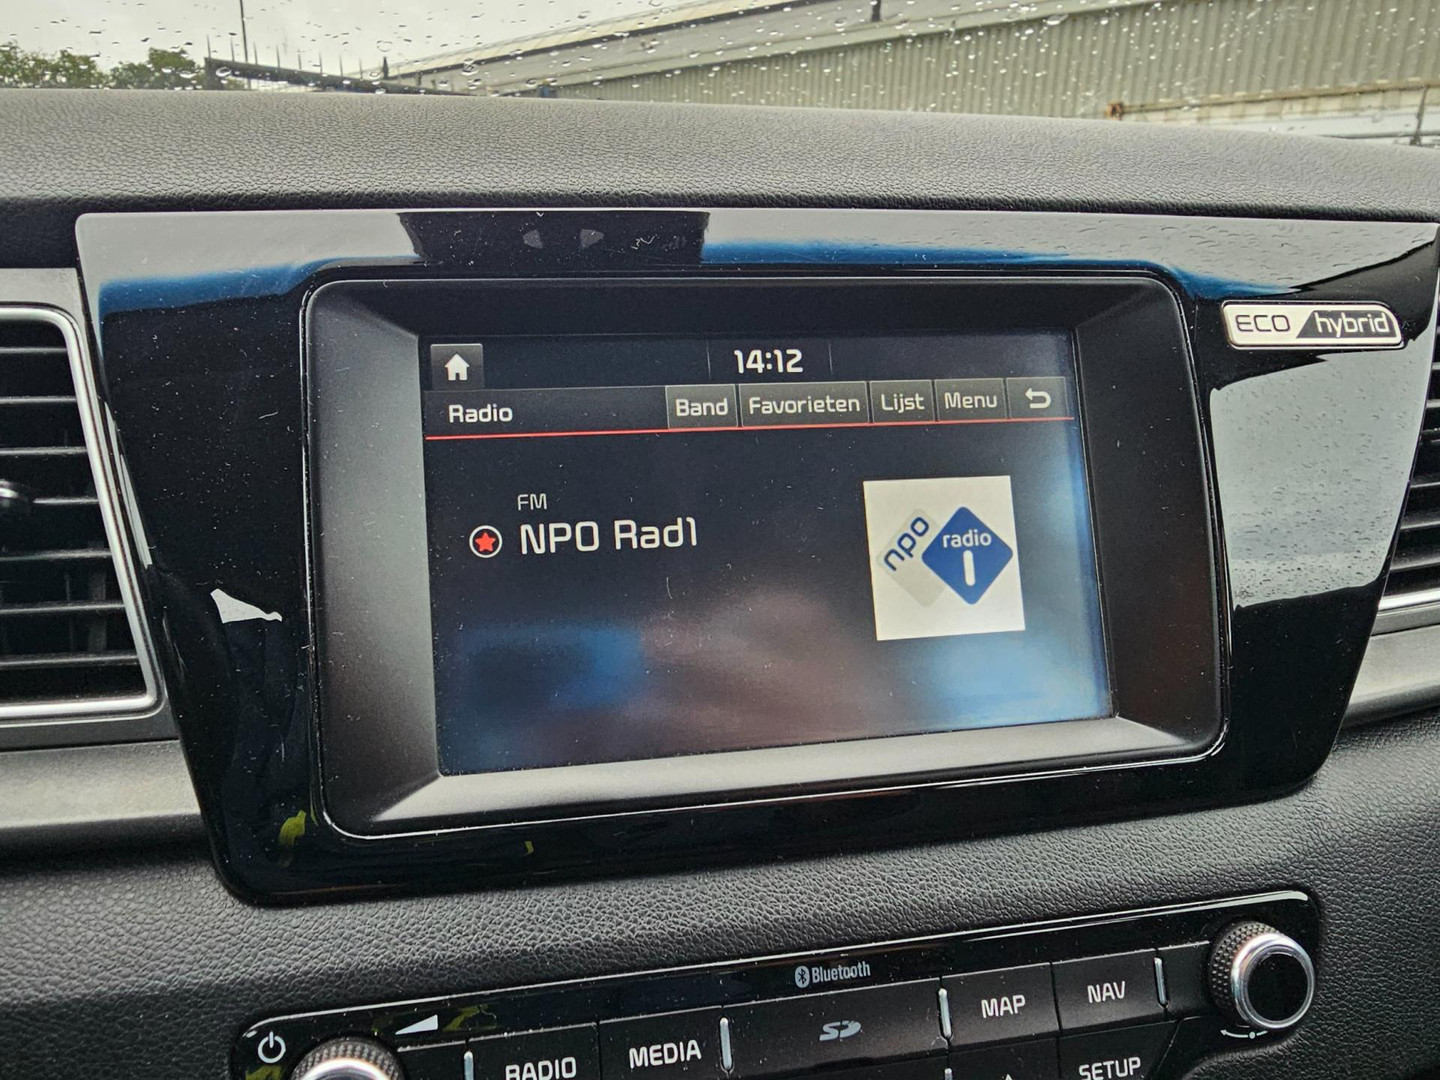 ECO hybrid
14:12
Radio Band Favorieten Lijst Menu
FM
NPO Rad1
npo radio 1
Bluetooth
RADIO MEDIA SD MAP NAV
SETUP